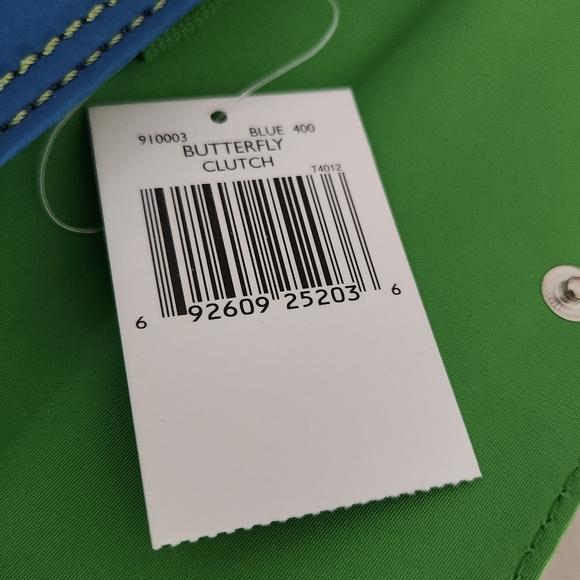 910003 BLUE 400
BUTTERFLY
CLUTCH
T4012
6 92609 25203 6